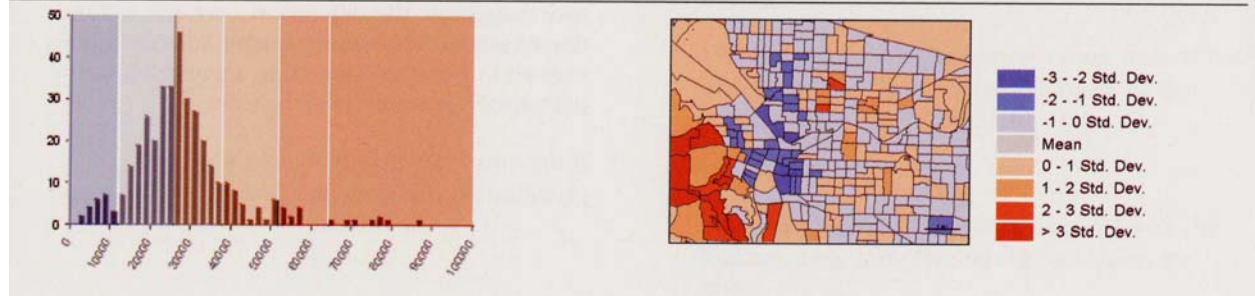 50
40
30
20
10
0
0
10000
20000
30000
40000
50000
60000
70000
80000
90000
100000
-3 - -2 Std. Dev.
-2 - -1 Std. Dev.
-1 - 0 Std. Dev.
Mean
0 - 1 Std. Dev.
1 - 2 Std. Dev.
2 - 3 Std. Dev.
> 3 Std. Dev.